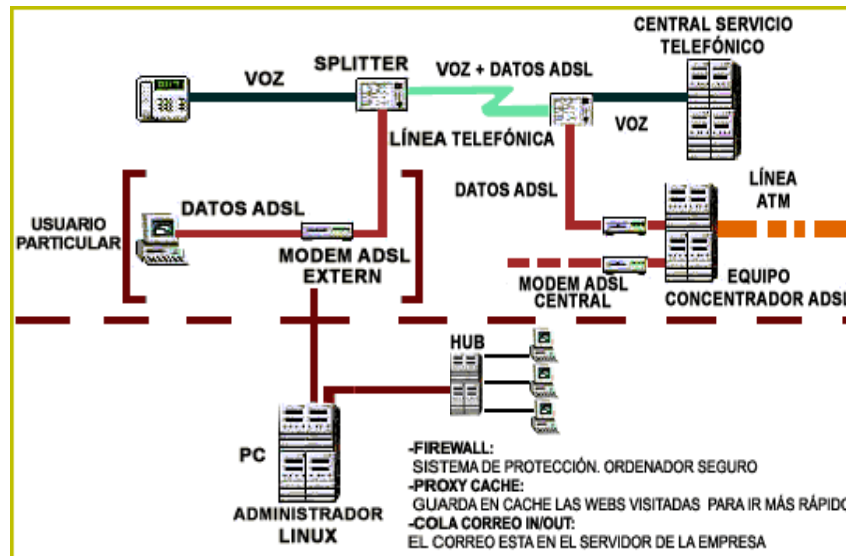 CENTRAL SERVICIO
TELEFÓNICO
SPLITTER
VOZ
VOZ + DATOS ADSL
LÍNEA TELEFÓNICA
VOZ
DATOS ADSL
LÍNEA
ATM
USUARIO
PARTICULAR
DATOS ADSL
MODEM ADSL
EXTERN
MODEM ADSL
CENTRAL
EQUIPO
CONCENTRADOR ADSL
HUB
PC
ADMINISTRADOR
LINUX
-FIREWALL:
SISTEMA DE PROTECCIÓN. ORDENADOR SEGURO
-PROXY CACHE:
GUARDA EN CACHE LAS WEBS VISITADAS PARA IR MÁS RÁPIDO
-COLA CORREO IN/OUT:
EL CORREO ESTA EN EL SERVIDOR DE LA EMPRESA